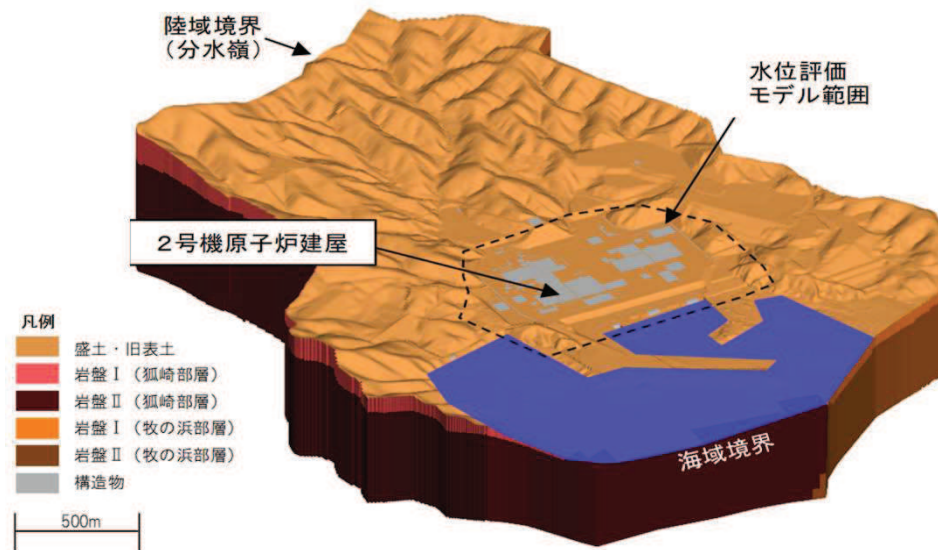 陸域境界
（分水嶺）
水位評価
モデル範囲
２号機原子炉建屋
凡例
盛土・旧表土
岩盤Ⅰ（狐崎部層）
岩盤Ⅱ（狐崎部層）
岩盤Ⅰ（牧の浜部層）
岩盤Ⅱ（牧の浜部層）
構造物
海域境界
500m